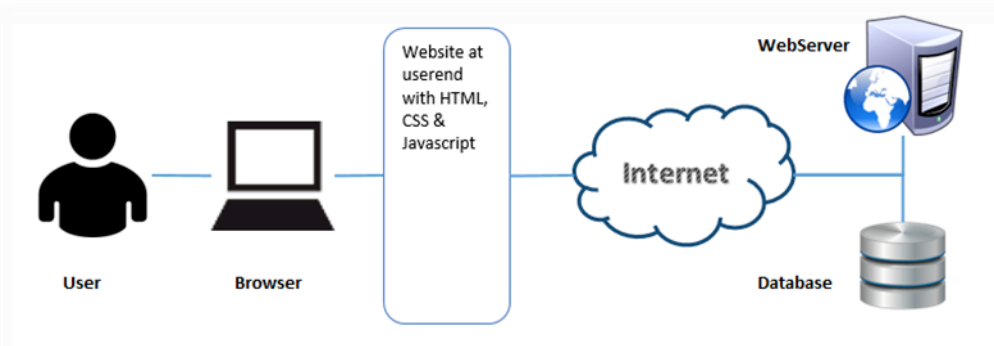 Website at
userend
with HTML,
CSS &
Javascript
WebServer
Internet
User
Browser
Database